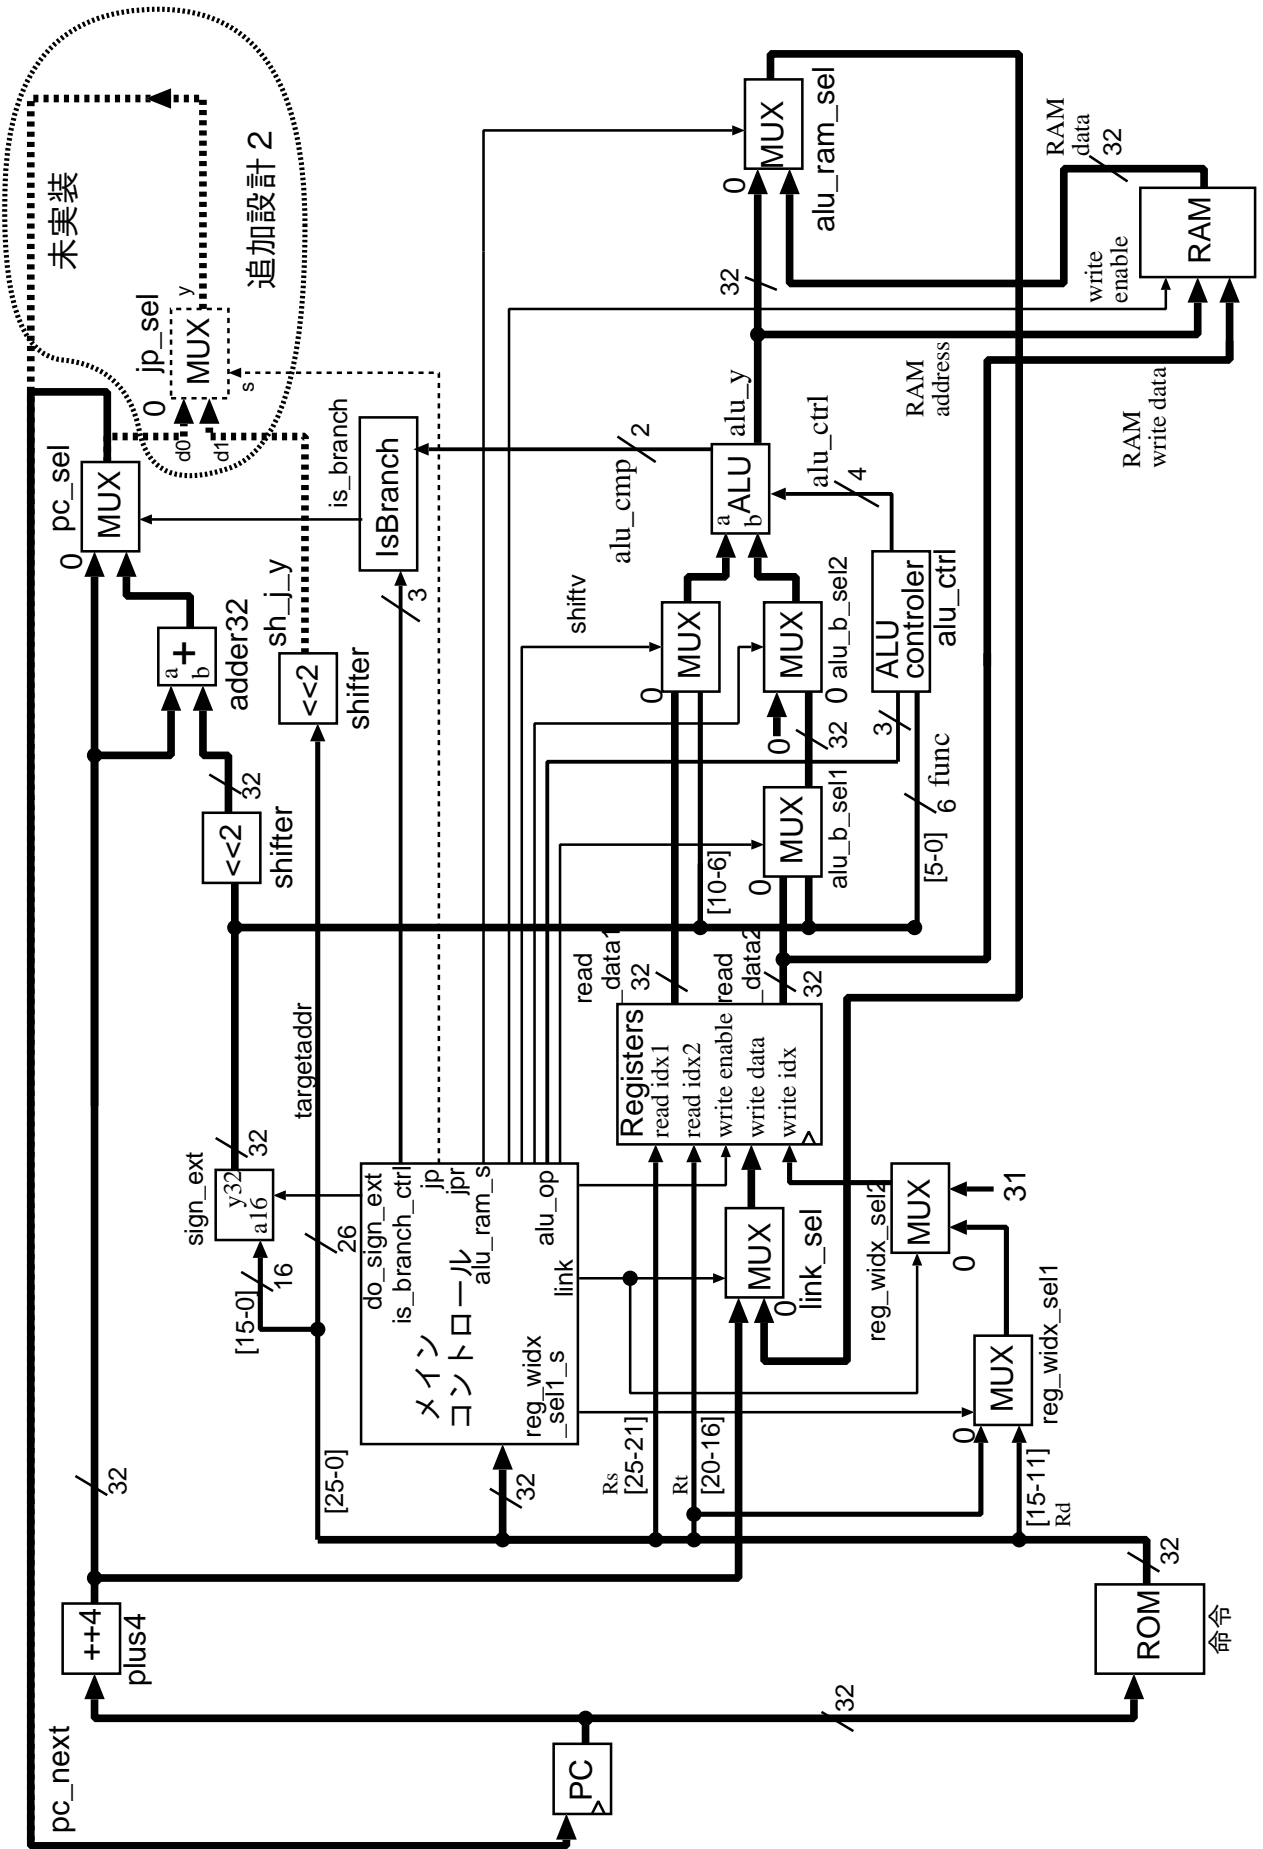 pc_next
PC
32
++4
plus4
32
ROM
命令
32
[25-0]
[15-0]
16
26
sign_ext
y32
a16
32
targetaddr
メイン
コントロール
do_sign_ext
is_branch_ctrl
jp
jpr
alu_ram_s
alu_op
link
reg_widx
_sel1_s
32
Rs
[25-21]
Rt
[20-16]
[15-11]
Rd
0
MUX
reg_widx_sel1
0
MUX
reg_widx_sel2
31
MUX
0
link_sel
Registers
read idx1
read idx2
write enable
write data
write idx
read
_data1
32
read
_data2
32
<<2
shifter
32
a
b
+
adder32
<<2
shifter
sh_j_y
[10-6]
0
MUX
alu_b_sel1
[5-0]
6
func
3
0
32
0
MUX
shiftv
MUX
0
alu_b_sel2
ALU
controler
alu_ctrl
3
IsBranch
is_branch
0
MUX
pc_sel
a
b
ALU
alu_y
alu_cmp
2
alu_ctrl
4
0
d0
d1
MUX
jp_sel
s
y
未実装
追加設計２
32
RAM
address
RAM
write data
write
enable
RAM
RAM
data
32
0
MUX
alu_ram_sel